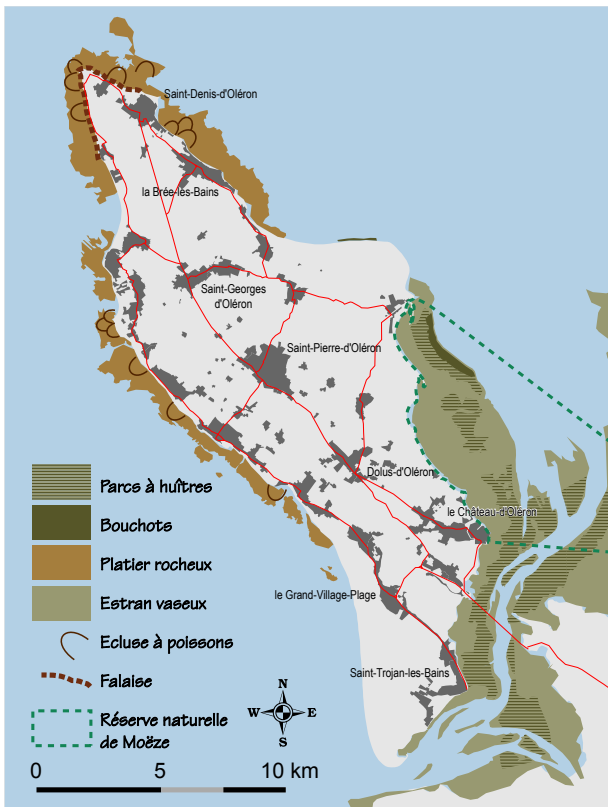 Saint-Denis-d'Oléron
la Brée-les-Bains
Saint-Georges
d'Oléron
Saint-Pierre-d'Oléron
Dolus-d'Oléron
le Château-d'Oléron
le Grand-Village-Plage
Saint-Trojan-les-Bains
Parcs à huîtres
Bouchots
Platier rocheux
Estran vaseux
Ecluse à poissons
Falaise
Réserve naturelle
de Moëze
N
W E
S
0 5 10 km